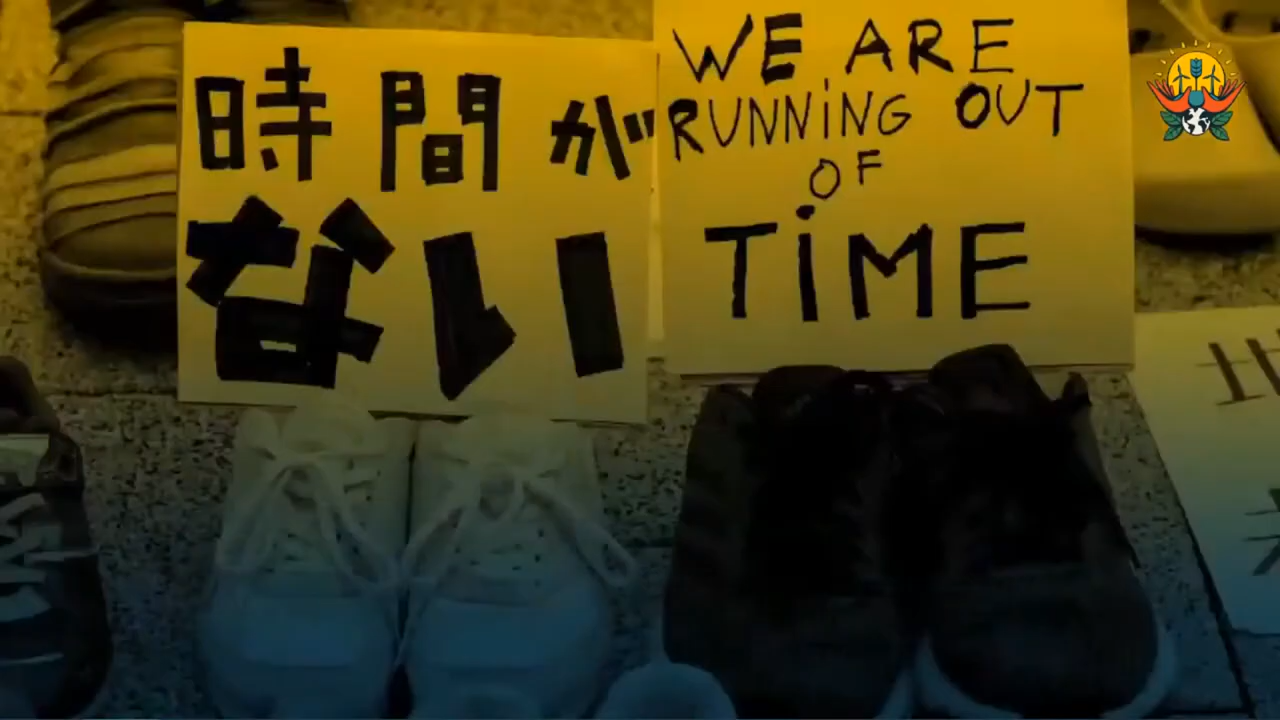 時間が
ない
WE ARE
RUNNING OUT
OF
TIME